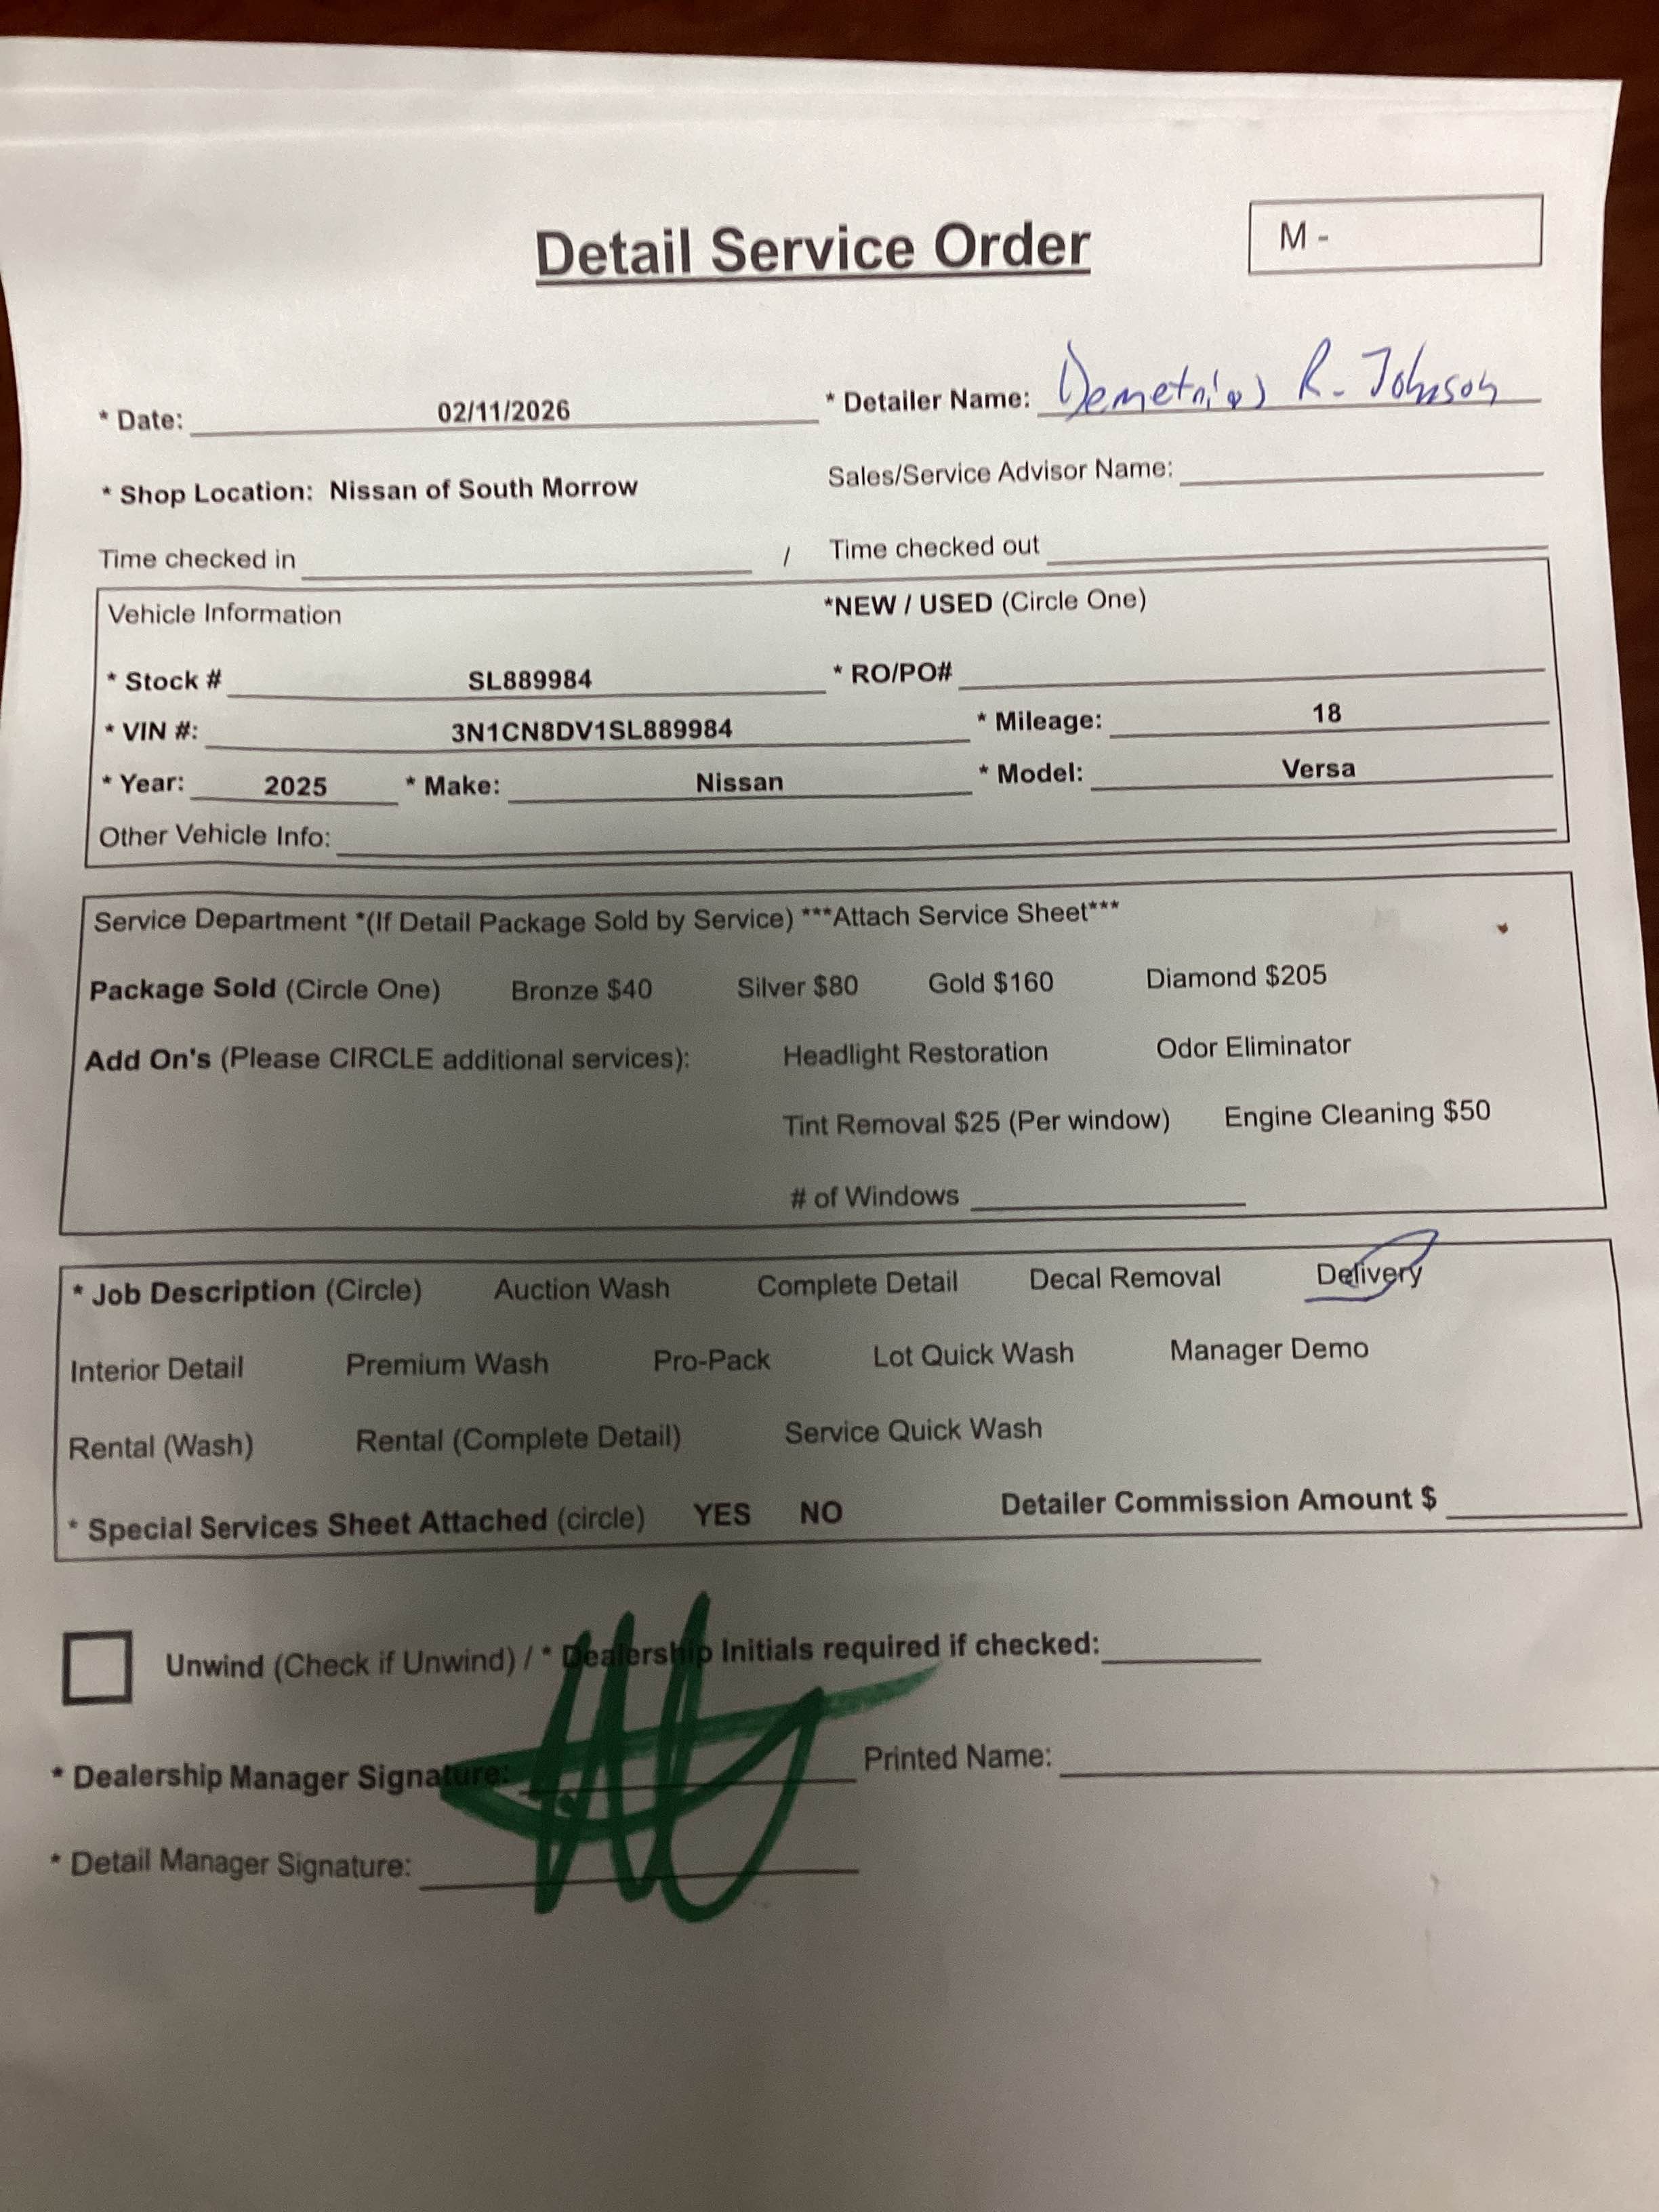 Detail Service Order
M -
* Date: 02/11/2026 * Detailer Name: Demetrios R. Johnson
* Shop Location: Nissan of South Morrow Sales/Service Advisor Name:
Time checked in / Time checked out
Vehicle Information *NEW / USED (Circle One)
* Stock # SL889984 * RO/PO#
* VIN #: 3N1CN8DV1SL889984 * Mileage: 18
* Year: 2025 * Make: Nissan * Model: Versa
Other Vehicle Info:
Service Department *(If Detail Package Sold by Service) ***Attach Service Sheet***
Package Sold (Circle One) Bronze $40 Silver $80 Gold $160 Diamond $205
Add On's (Please CIRCLE additional services): Headlight Restoration Odor Eliminator
Tint Removal $25 (Per window) Engine Cleaning $50
# of Windows
* Job Description (Circle) Auction Wash Complete Detail Decal Removal Delivery
Interior Detail Premium Wash Pro-Pack Lot Quick Wash Manager Demo
Rental (Wash) Rental (Complete Detail) Service Quick Wash
* Special Services Sheet Attached (circle) YES NO Detailer Commission Amount $
Unwind (Check if Unwind) / * Dealership Initials required if checked:
* Dealership Manager Signature: Printed Name:
* Detail Manager Signature: